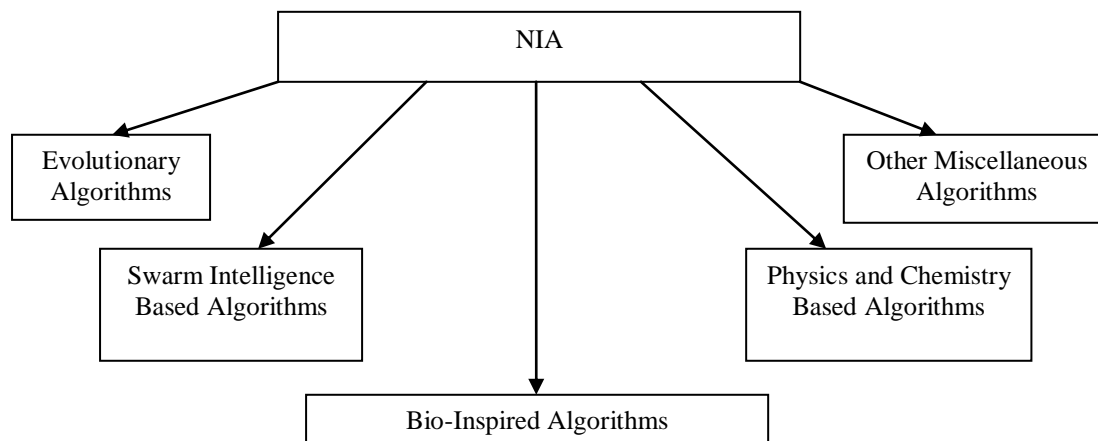 NIA
Evolutionary
Algorithms
Other Miscellaneous
Algorithms
Swarm Intelligence
Based Algorithms
Physics and Chemistry
Based Algorithms
Bio-Inspired Algorithms